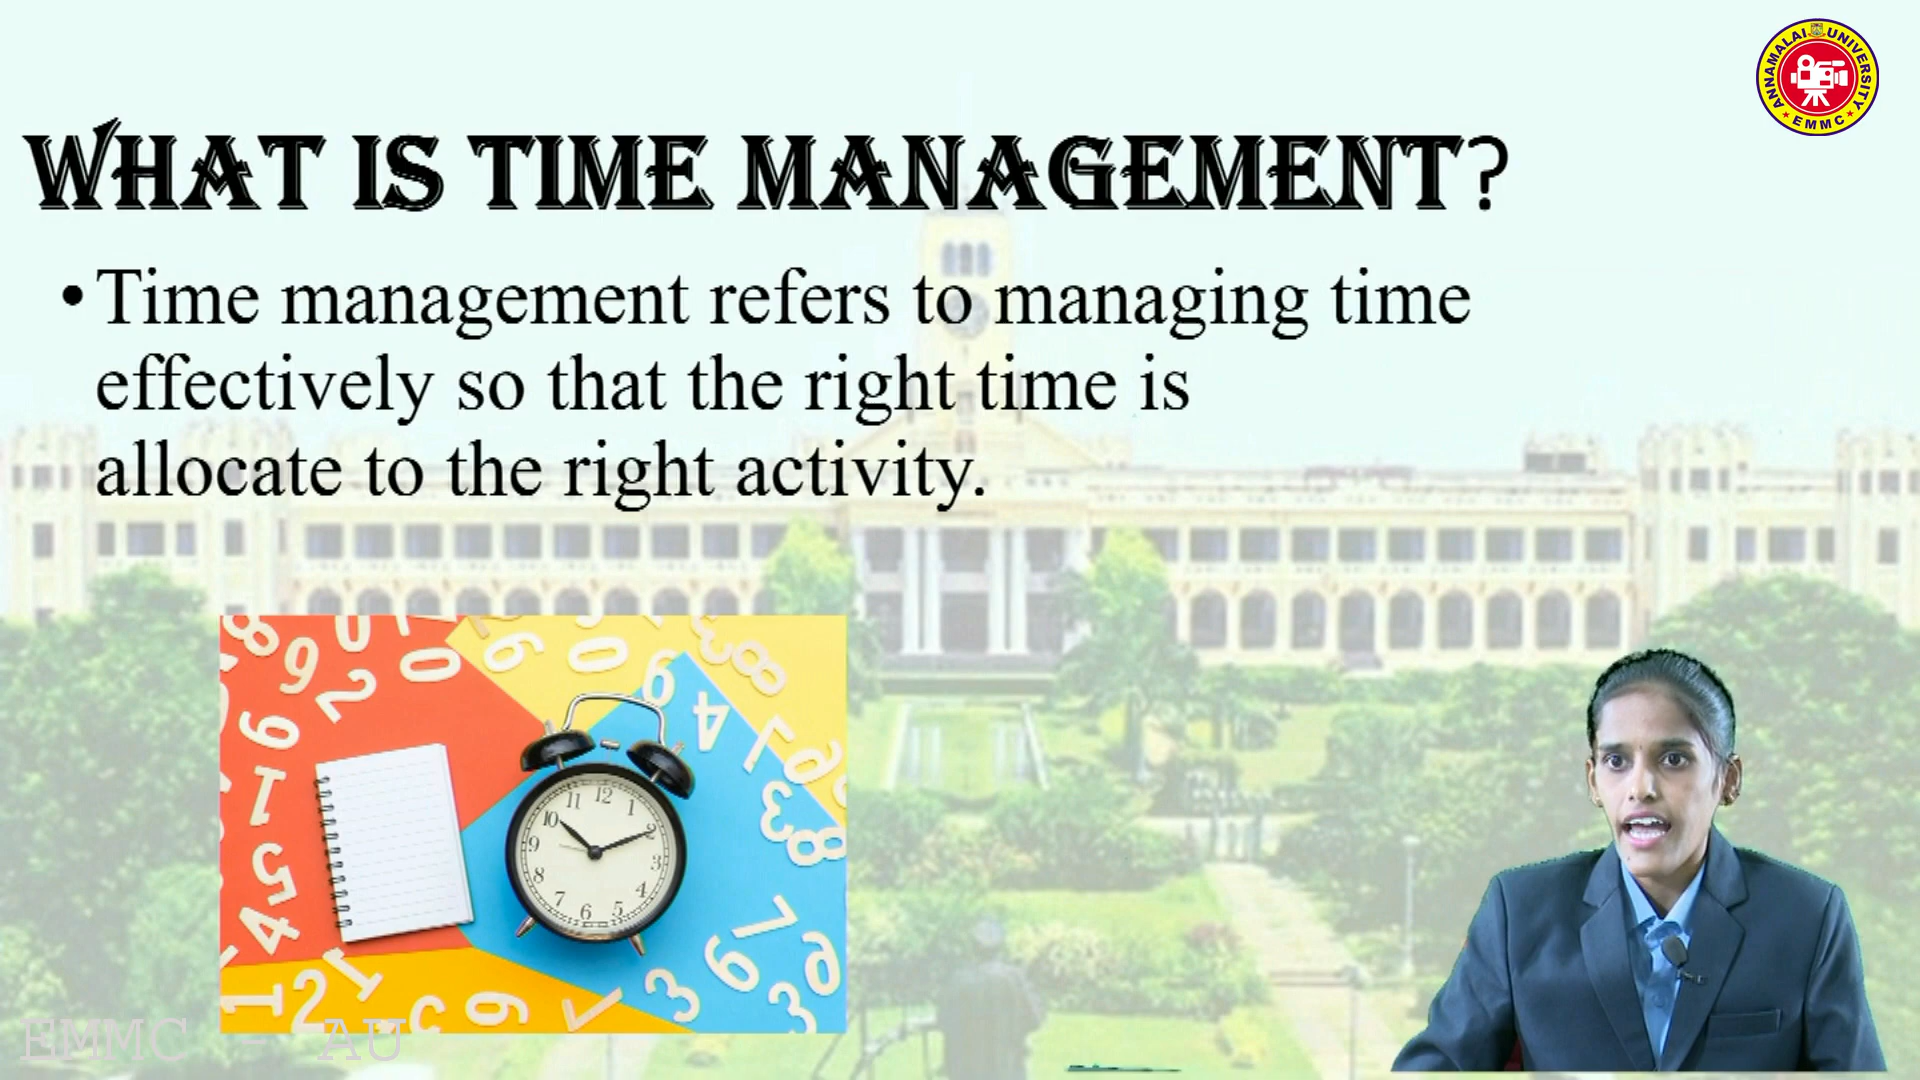 ANNAMALAI UNIVERSITY
EMMC
WHAT IS TIME MANAGEMENT?
•Time management refers to managing time
effectively so that the right time is
allocate to the right activity.
EMMC - AU